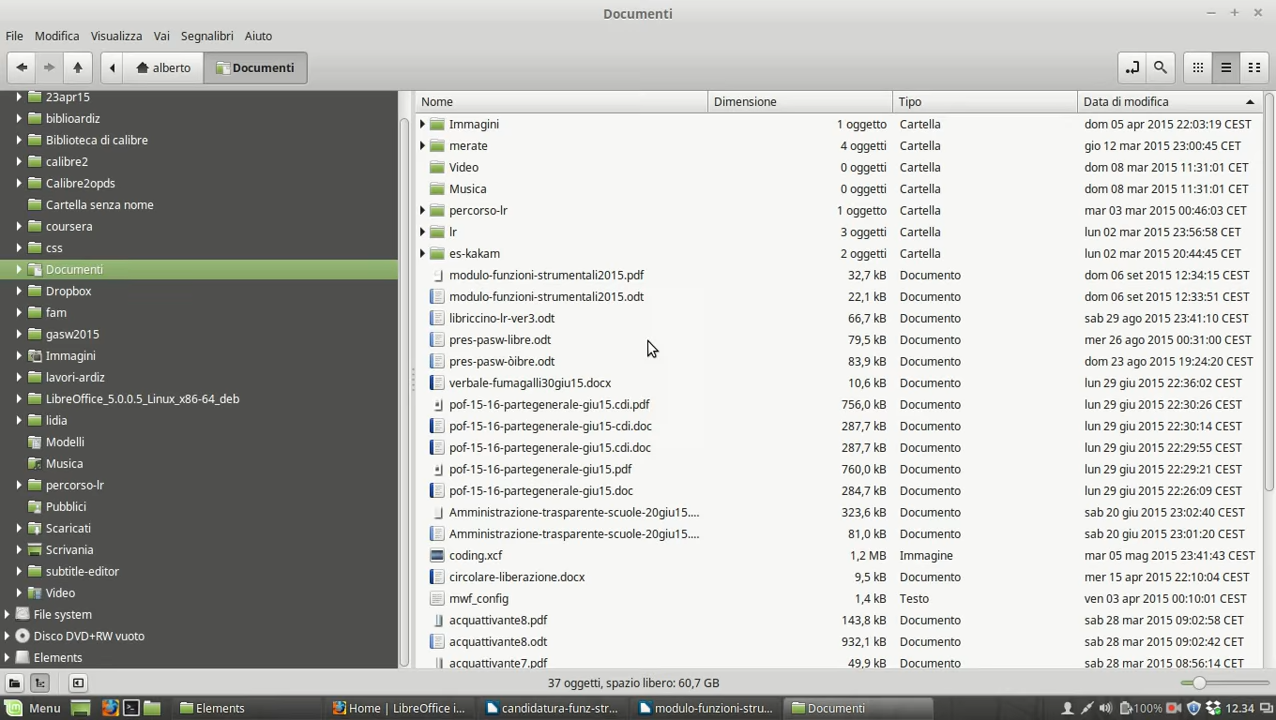 Documenti
File Modifica Visualizza Vai Segnalibri Aiuto
alberto Documenti
23apr15
biblioardiz
Biblioteca di calibre
calibre2
Calibre2opds
Cartella senza nome
coursera
css
Documenti
Dropbox
fam
gasw2015
Immagini
lavori-ardiz
LibreOffice_5.0.0.5_Linux_x86-64_deb
lidia
Modelli
Musica
percorso-lr
Pubblici
Scaricati
Scrivania
subtitle-editor
Video
File system
Disco DVD+RW vuoto
Elements
Nome Dimensione Tipo Data di modifica
Immagini 1 oggetto Cartella dom 05 apr 2015 22:03:19 CEST
merate 4 oggetti Cartella gio 12 mar 2015 23:00:45 CET
Video 0 oggetti Cartella dom 08 mar 2015 11:31:01 CET
Musica 0 oggetti Cartella dom 08 mar 2015 11:31:01 CET
percorso-lr 1 oggetto Cartella mar 03 mar 2015 00:46:03 CET
lr 3 oggetti Cartella lun 02 mar 2015 23:56:58 CET
es-kakam 2 oggetti Cartella lun 02 mar 2015 20:44:45 CET
modulo-funzioni-strumentali2015.pdf 32,7 kB Documento dom 06 set 2015 12:34:15 CEST
modulo-funzioni-strumentali2015.odt 22,1 kB Documento dom 06 set 2015 12:33:51 CEST
libriccino-lr-ver3.odt 66,7 kB Documento sab 29 ago 2015 23:41:10 CEST
pres-pasw-libre.odt 79,5 kB Documento mer 26 ago 2015 00:31:00 CEST
pres-pasw-òibre.odt 83,9 kB Documento dom 23 ago 2015 19:24:20 CEST
verbale-fumagalli30giu15.docx 10,6 kB Documento lun 29 giu 2015 22:36:02 CEST
pof-15-16-partegenerale-giu15.cdi.pdf 756,0 kB Documento lun 29 giu 2015 22:30:26 CEST
pof-15-16-partegenerale-giu15-cdi.doc 287,7 kB Documento lun 29 giu 2015 22:30:14 CEST
pof-15-16-partegenerale-giu15.cdi.doc 287,7 kB Documento lun 29 giu 2015 22:29:55 CEST
pof-15-16-partegenerale-giu15.pdf 760,0 kB Documento lun 29 giu 2015 22:29:21 CEST
pof-15-16-partegenerale-giu15.doc 284,7 kB Documento lun 29 giu 2015 22:26:09 CEST
Amministrazione-trasparente-scuole-20giu15.... 323,6 kB Documento sab 20 giu 2015 23:02:40 CEST
Amministrazione-trasparente-scuole-20giu15.... 81,0 kB Documento sab 20 giu 2015 23:01:20 CEST
coding.xcf 1,2 MB Immagine mar 05 mag 2015 23:41:43 CEST
circolare-liberazione.docx 9,5 kB Documento mer 15 apr 2015 22:10:04 CEST
mwf_config 1,4 kB Testo ven 03 apr 2015 00:10:01 CEST
acquattivante8.pdf 143,8 kB Documento sab 28 mar 2015 09:02:58 CET
acquattivante8.odt 932,1 kB Documento sab 28 mar 2015 09:02:42 CET
acquattivante7.pdf 49,9 kB Documento sab 28 mar 2015 08:56:14 CET
37 oggetti, spazio libero: 60,7 GB
Menu Elements Home | LibreOffice i... candidatura-funz-str... modulo-funzioni-stru... Documenti 100% 12.34